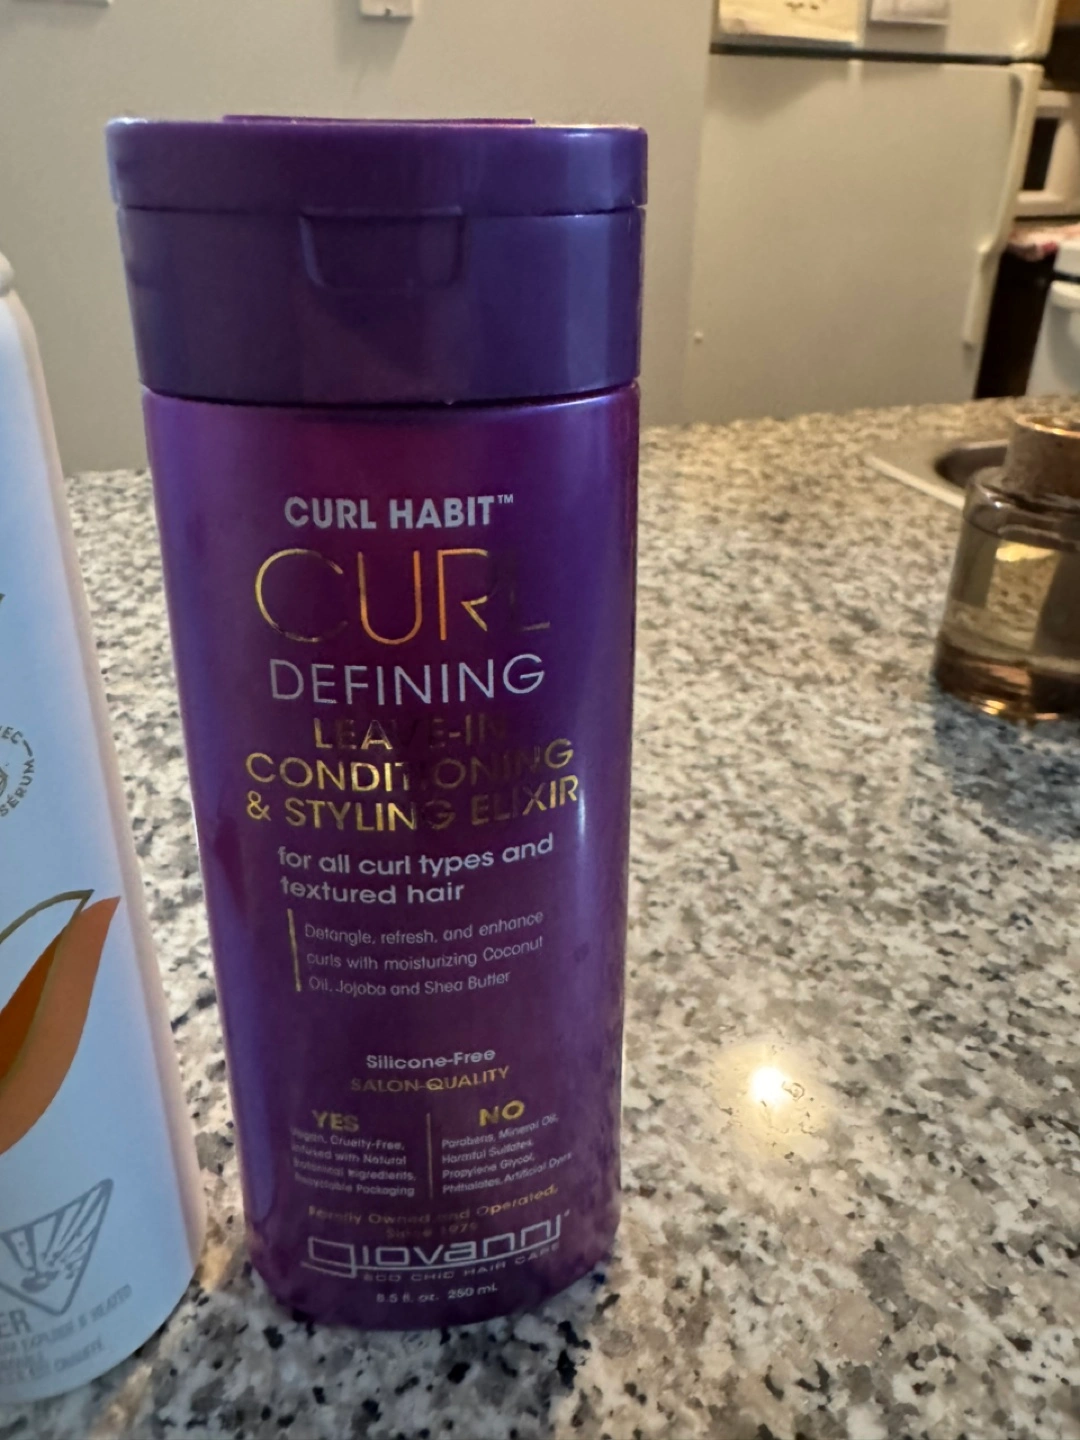 CURL HABIT™
CURL
DEFINING
LEAVE-IN
CONDITIONING
& STYLING ELIXIR
for all curl types and
textured hair
Detangle, refresh, and enhance
curls with moisturizing Coconut
Oil, Jojoba and Shea Butter
Silicone-Free
SALON-QUALITY
YES
Vegan, Cruelty-Free,
Infused with Natural
Botanical Ingredients,
Recyclable Packaging
NO
Parabens, Mineral Oil,
Harmful Sulfates,
Propylene Glycol,
Phthalates, Artificial Dyes
Family Owned and Operated,
Since 1979
giovanni
ECO CHIC HAIR CARE
8.5 fl. oz. 250 mL
SÉRUM